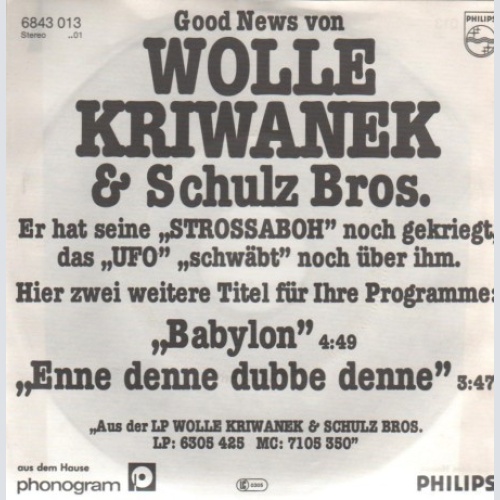 6843 013
Stereo ..01
Good News von
PHILIPS
WOLLE
KRIWANEK
& Schulz Bros.
Er hat seine „STROSSABOH” noch gekriegt,
das „UFO” „schwäbt” noch über ihm.
Hier zwei weitere Titel für Ihre Programme:
„Babylon” 4:49
„Enne denne dubbe denne” 3:47
„Aus der LP WOLLE KRIWANEK & SCHULZ BROS.
LP: 6305 425 MC: 7105 350”
aus dem Hause
phonogram
PHILIPS